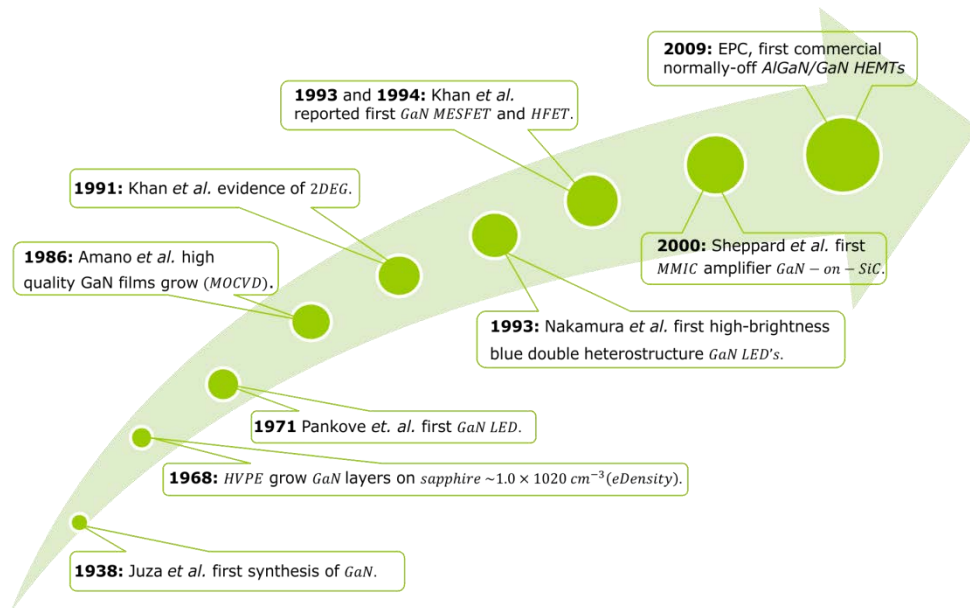 2009: EPC, first commercial
normally-off AlGaN/GaN HEMTs
1993 and 1994: Khan et al.
reported first GaN MESFET and HFET.
1991: Khan et al. evidence of 2DEG.
1986: Amano et al. high
quality GaN films grow (MOCVD).
2000: Sheppard et al. first
MMIC amplifier GaN − on − SiC.
1993: Nakamura et al. first high-brightness
blue double heterostructure GaN LED's.
1971 Pankove et. al. first GaN LED.
1968: HVPE grow GaN layers on sapphire ~1.0 × 1020 cm⁻³(eDensity).
1938: Juza et al. first synthesis of GaN.